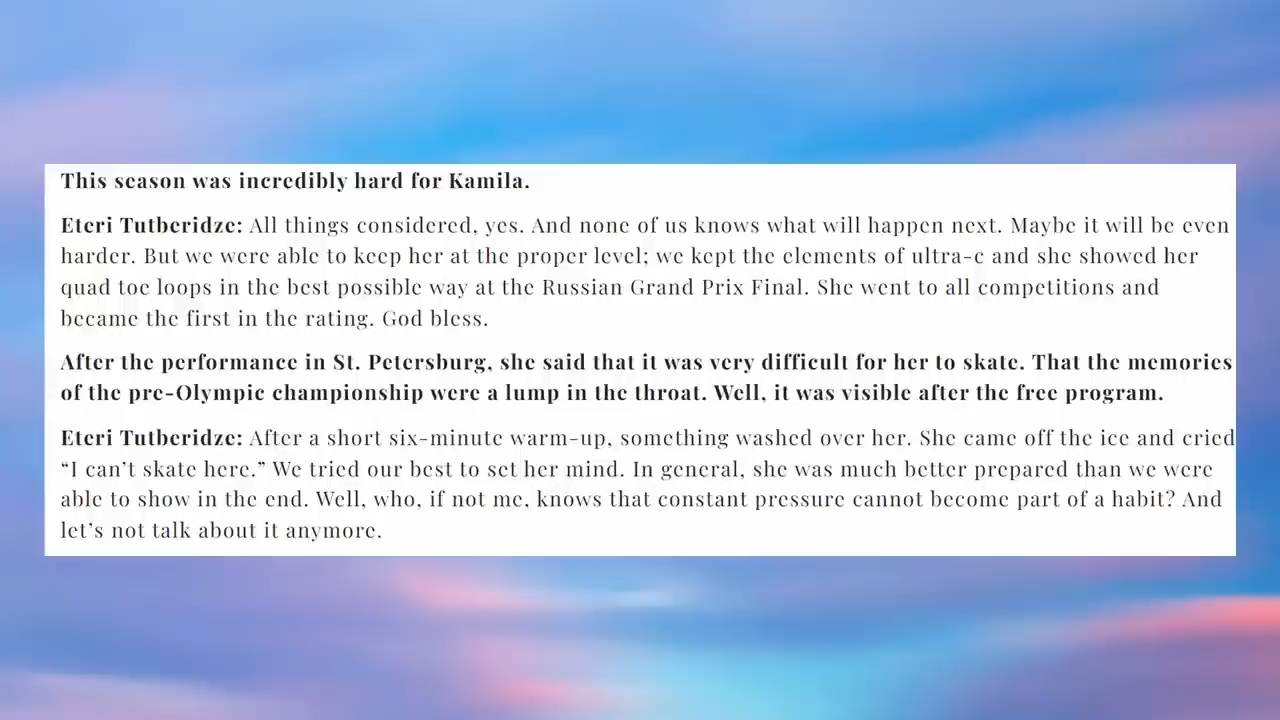 This season was incredibly hard for Kamila.
Eteri Tutberidze: All things considered, yes. And none of us knows what will happen next. Maybe it will be even
harder. But we were able to keep her at the proper level; we kept the elements of ultra-c and she showed her
quad toe loops in the best possible way at the Russian Grand Prix Final. She went to all competitions and
became the first in the rating. God bless.
After the performance in St. Petersburg, she said that it was very difficult for her to skate. That the memories
of the pre-Olympic championship were a lump in the throat. Well, it was visible after the free program.
Eteri Tutberidze: After a short six-minute warm-up, something washed over her. She came off the ice and cried
“I can’t skate here.” We tried our best to set her mind. In general, she was much better prepared than we were
able to show in the end. Well, who, if not me, knows that constant pressure cannot become part of a habit? And
let’s not talk about it anymore.